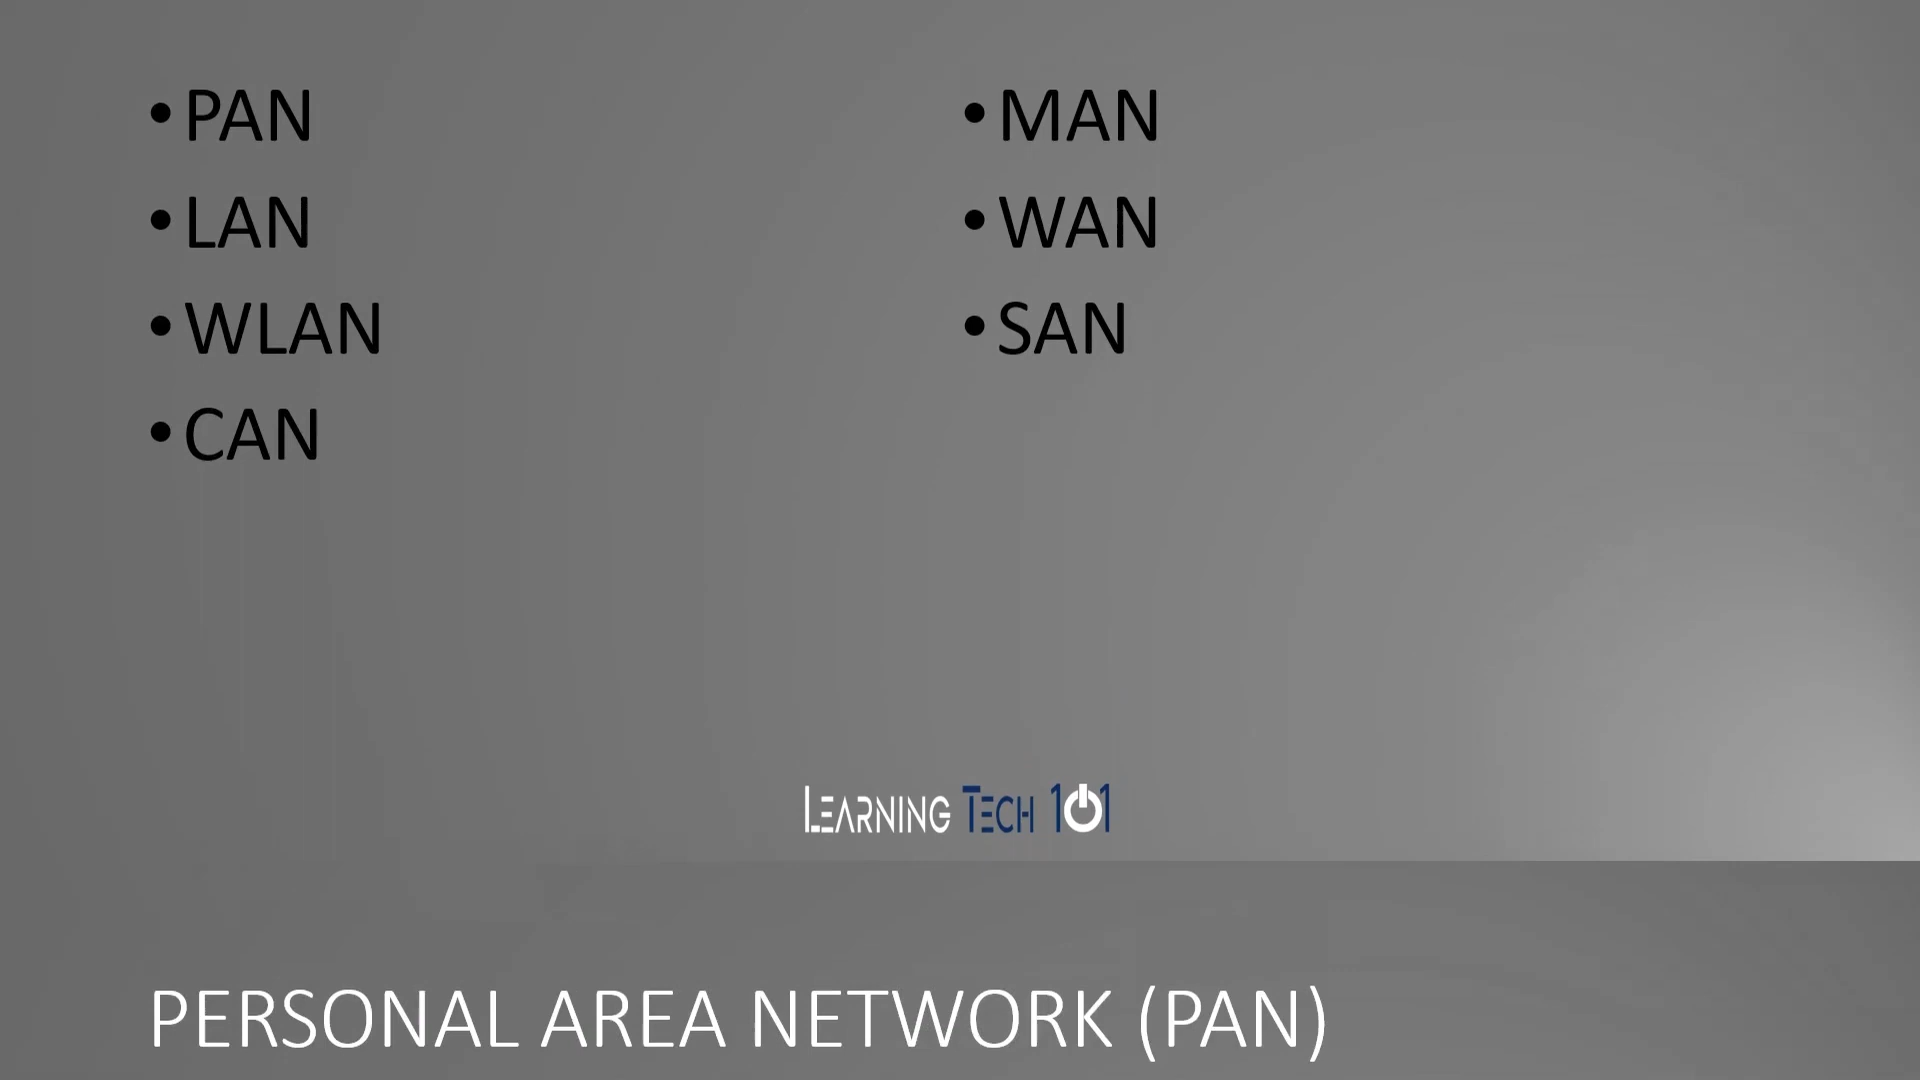 • PAN
• LAN
• WLAN
• CAN
• MAN
• WAN
• SAN
LEARNING TECH 101
PERSONAL AREA NETWORK (PAN)